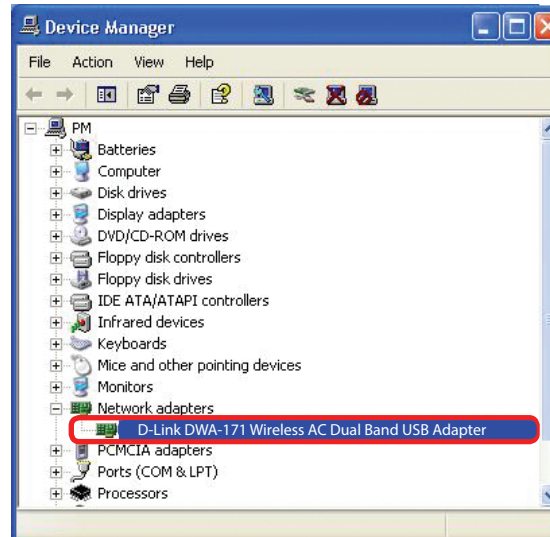 Device Manager
File Action View Help
PM
Batteries
Computer
Disk drives
Display adapters
DVD/CD-ROM drives
Floppy disk controllers
Floppy disk drives
IDE ATA/ATAPI controllers
Infrared devices
Keyboards
Mice and other pointing devices
Monitors
Network adapters
D-Link DWA-171 Wireless AC Dual Band USB Adapter
PCMCIA adapters
Ports (COM & LPT)
Processors